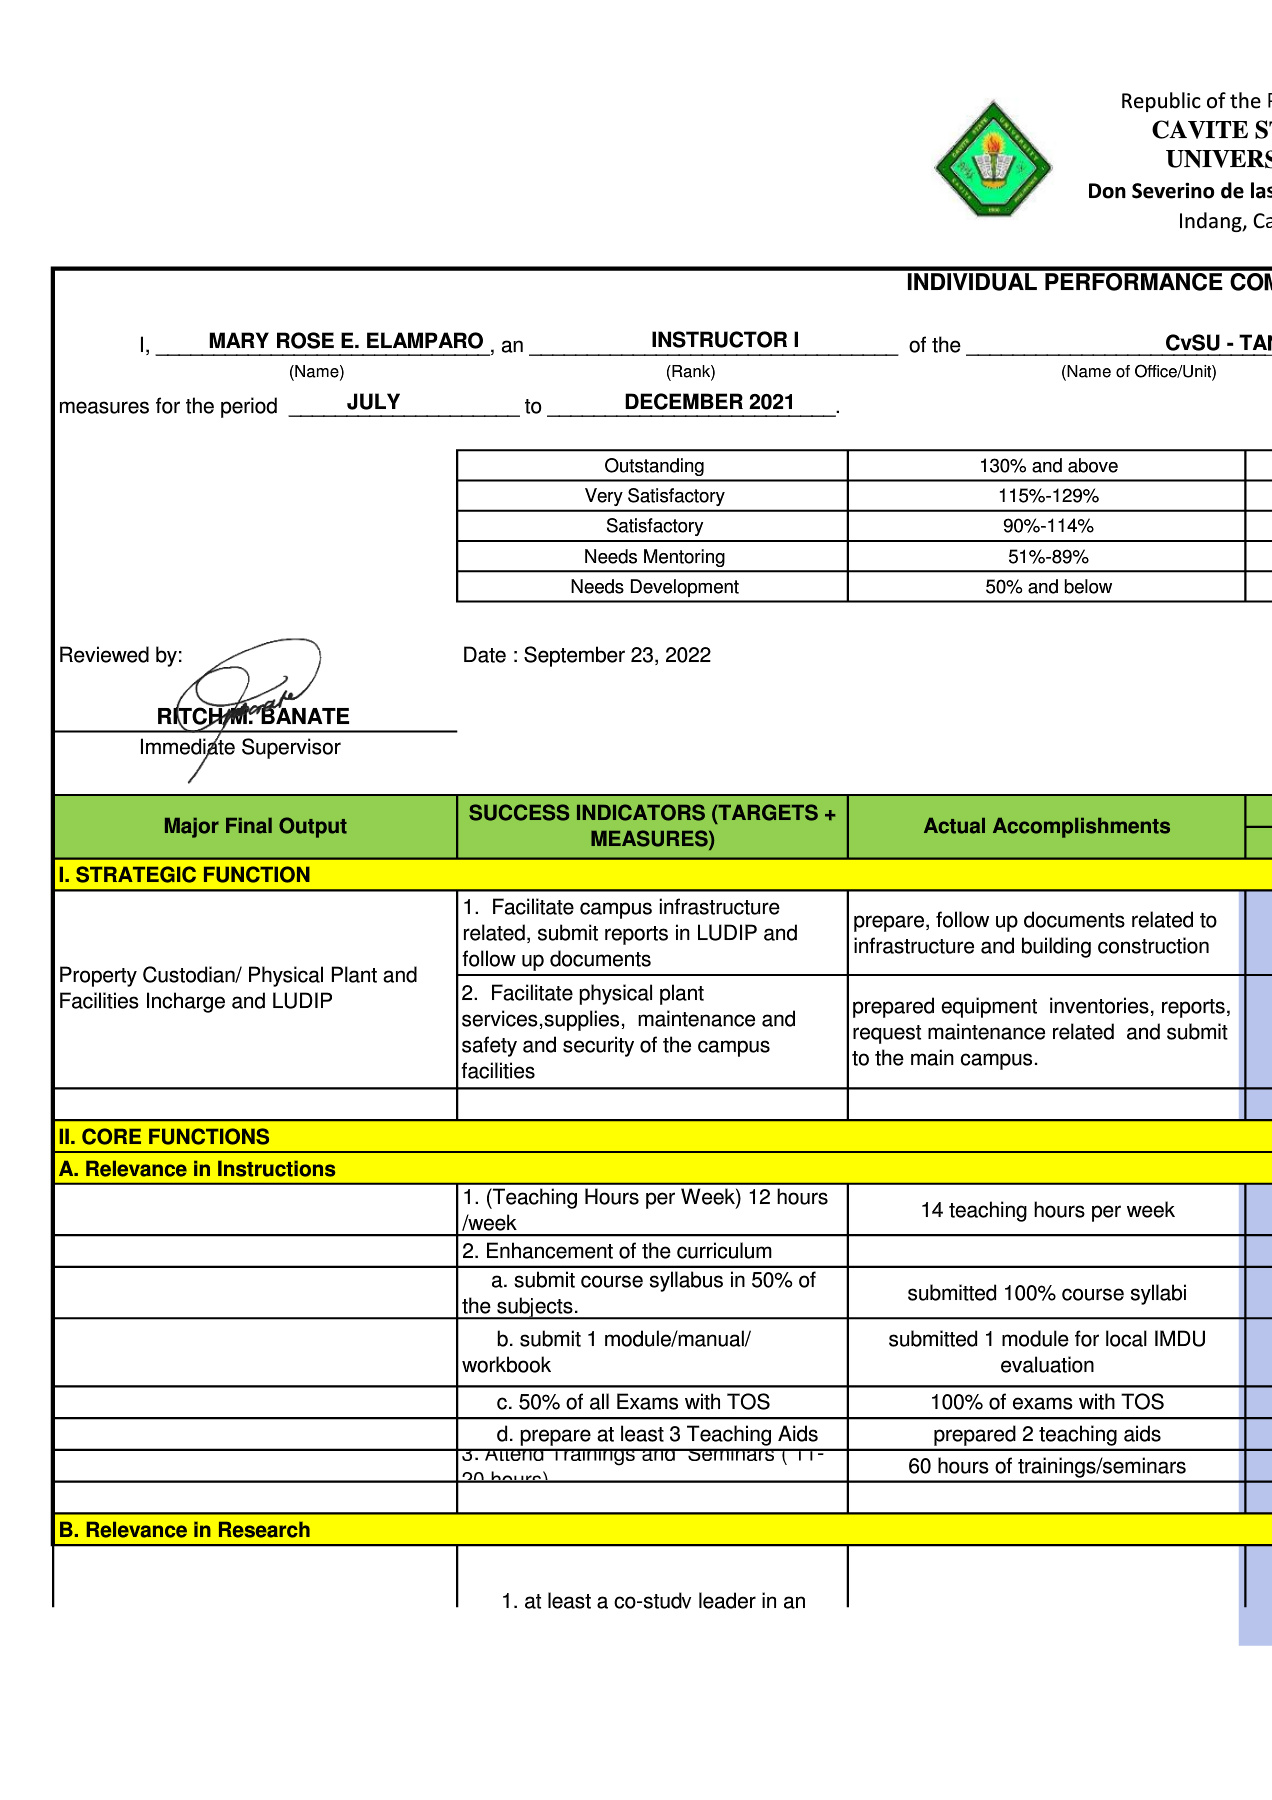 Republic of the
CAVITE ST
UNIVERS
Don Severino de las
Indang, Ca
INDIVIDUAL PERFORMANCE COM
I, MARY ROSE E. ELAMPARO, an INSTRUCTOR I of the CvSU - TAN
(Name) (Rank) (Name of Office/Unit)
measures for the period JULY to DECEMBER 2021.
Outstanding 130% and above
Very Satisfactory 115%-129%
Satisfactory 90%-114%
Needs Mentoring 51%-89%
Needs Development 50% and below
Reviewed by: Date : September 23, 2022
RITCH M. BANATE
Immediate Supervisor
Major Final Output
SUCCESS INDICATORS (TARGETS +
MEASURES)
Actual Accomplishments
I. STRATEGIC FUNCTION
Property Custodian/ Physical Plant and
Facilities Incharge and LUDIP
1. Facilitate campus infrastructure
related, submit reports in LUDIP and
follow up documents
prepare, follow up documents related to
infrastructure and building construction
2. Facilitate physical plant
services,supplies, maintenance and
safety and security of the campus
facilities
prepared equipment inventories, reports,
request maintenance related and submit
to the main campus.
II. CORE FUNCTIONS
A. Relevance in Instructions
1. (Teaching Hours per Week) 12 hours
/week
14 teaching hours per week
2. Enhancement of the curriculum
a. submit course syllabus in 50% of
the subjects.
submitted 100% course syllabi
b. submit 1 module/manual/
workbook
submitted 1 module for local IMDU
evaluation
c. 50% of all Exams with TOS
100% of exams with TOS
d. prepare at least 3 Teaching Aids
prepared 2 teaching aids
3. Attend Trainings and Seminars ( 11-
20 hours)
60 hours of trainings/seminars
B. Relevance in Research
1. at least a co-study leader in an